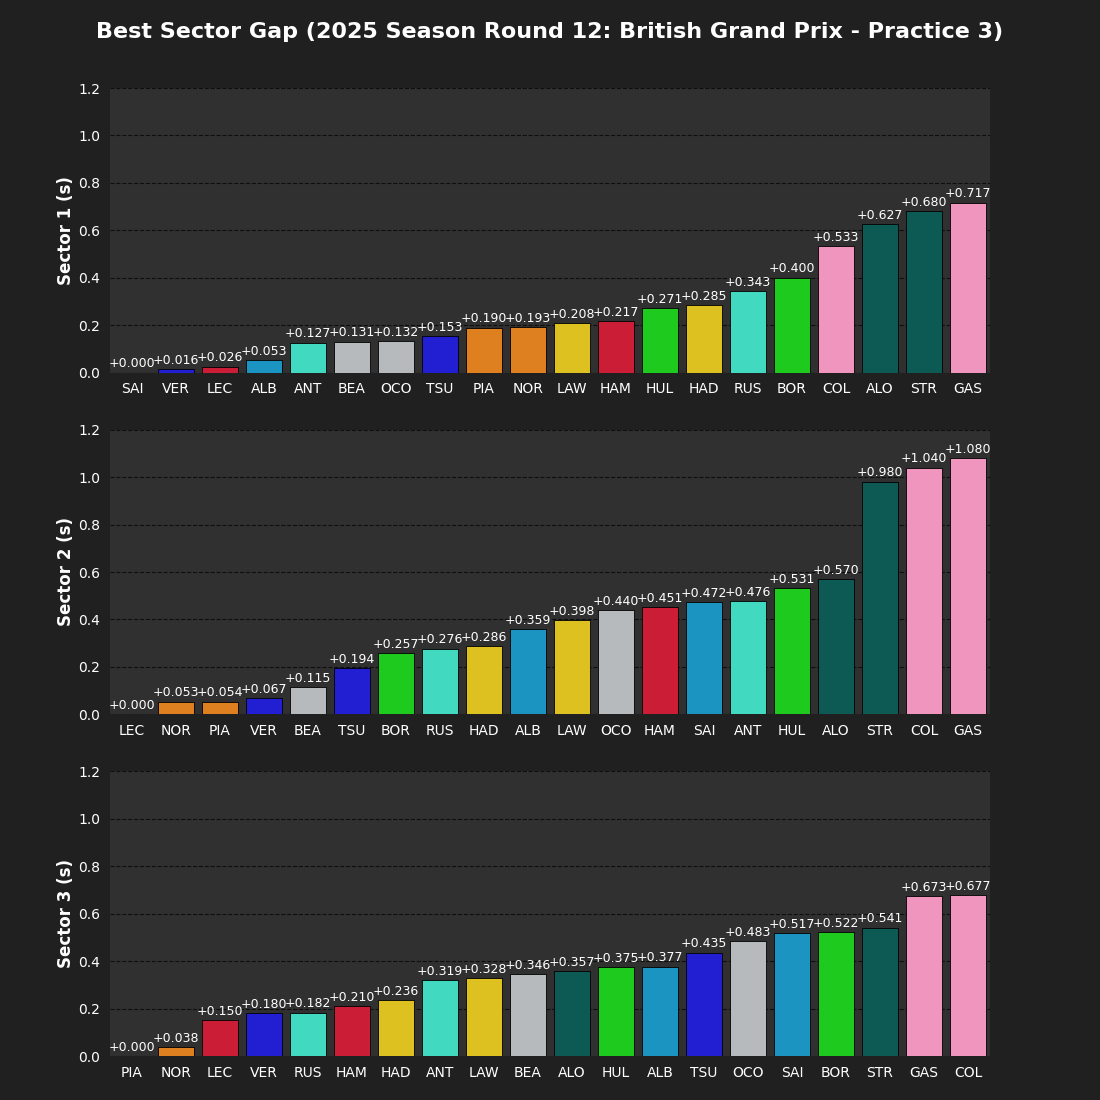 Best Sector Gap (2025 Season Round 12: British Grand Prix - Practice 3)
Sector 1 (s)
1.2
1.0
0.8
0.6
0.4
0.2
0.0
+0.000 +0.016 +0.026 +0.053 +0.127 +0.131 +0.132 +0.153 +0.190 +0.193 +0.208 +0.217 +0.271 +0.285 +0.343 +0.400 +0.533 +0.627 +0.680 +0.717
SAI VER LEC ALB ANT BEA OCO TSU PIA NOR LAW HAM HUL HAD RUS BOR COL ALO STR GAS
Sector 2 (s)
1.2
1.0
0.8
0.6
0.4
0.2
0.0
+0.000 +0.053 +0.054 +0.067 +0.115 +0.194 +0.257 +0.276 +0.286 +0.359 +0.398 +0.440 +0.451 +0.472 +0.476 +0.531 +0.570 +0.980 +1.040 +1.080
LEC NOR PIA VER BEA TSU BOR RUS HAD ALB LAW OCO HAM SAI ANT HUL ALO STR COL GAS
Sector 3 (s)
1.2
1.0
0.8
0.6
0.4
0.2
0.0
+0.000 +0.038 +0.150 +0.180 +0.182 +0.210 +0.236 +0.319 +0.328 +0.346 +0.357 +0.375 +0.377 +0.435 +0.483 +0.517 +0.522 +0.541 +0.673 +0.677
PIA NOR LEC VER RUS HAM HAD ANT LAW BEA ALO HUL ALB TSU OCO SAI BOR STR GAS COL